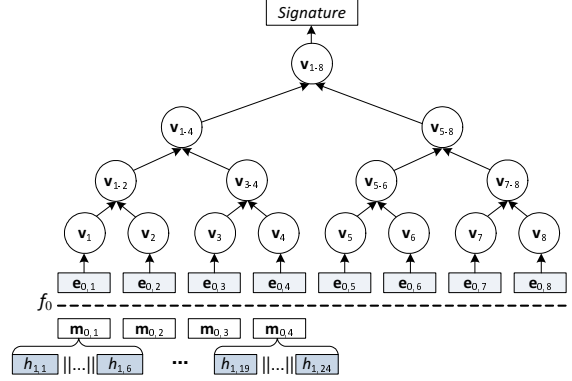 Signature
v1-8
v1-4 v5-8
v1-2 v3-4 v5-6 v7-8
v1 v2 v3 v4 v5 v6 v7 v8
e0,1 e0,2 e0,3 e0,4 e0,5 e0,6 e0,7 e0,8
f0
m0,1 m0,2 m0,3 m0,4
h1,1 ||...|| h1,6 ... h1,19 ||...|| h1,24